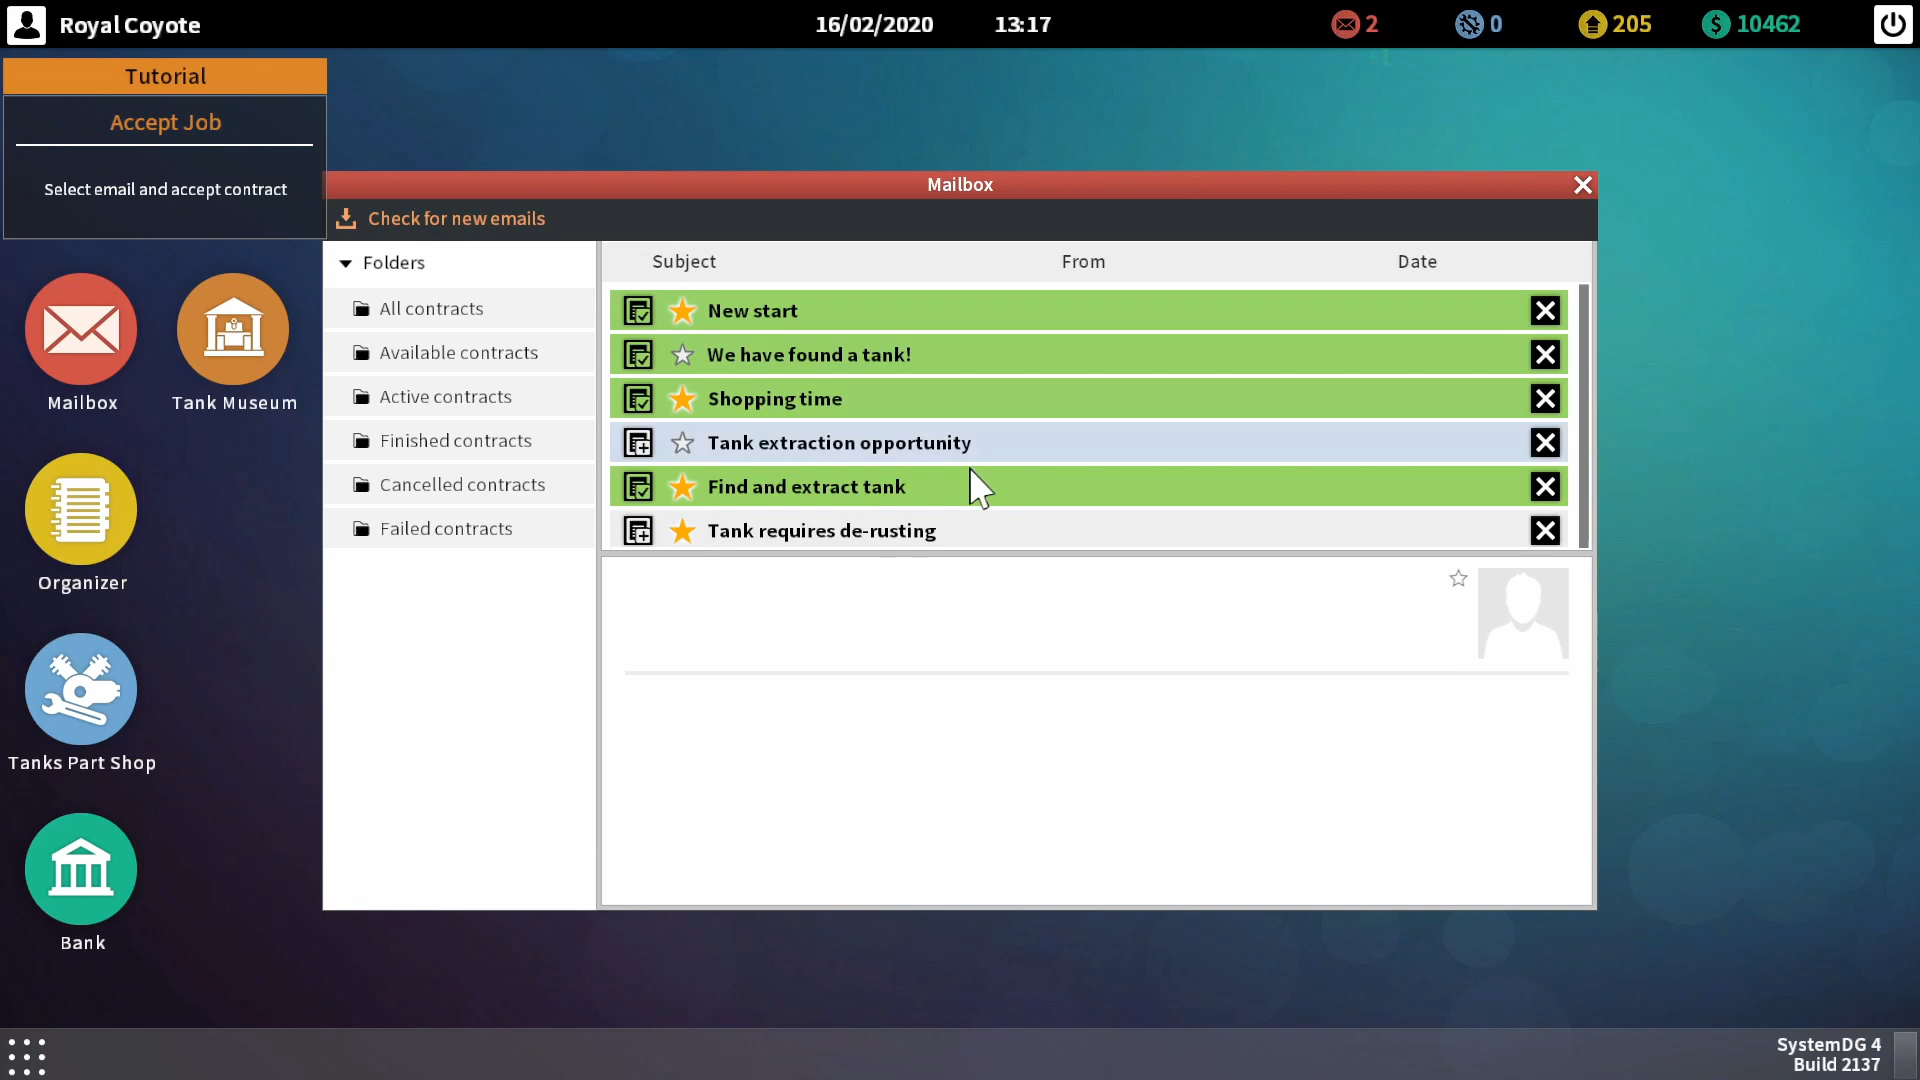 Royal Coyote
16/02/2020 13:17
2
0
205
10462
Tutorial
Accept Job
Select email and accept contract
Mailbox
Check for new emails
Folders
All contracts
Available contracts
Active contracts
Finished contracts
Cancelled contracts
Failed contracts
Subject From Date
New start
We have found a tank!
Shopping time
Tank extraction opportunity
Find and extract tank
Tank requires de-rusting
Mailbox
Tank Museum
Organizer
Tanks Part Shop
Bank
SystemDG 4
Build 2137